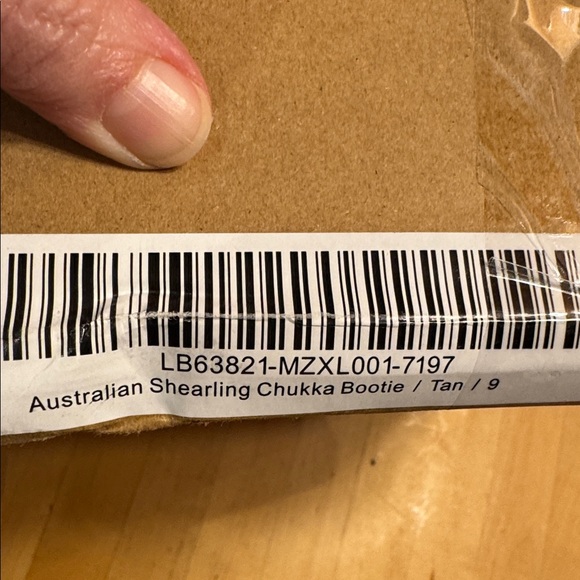 LB63821-MZXL001-7197
Australian Shearling Chukka Bootie / Tan / 9